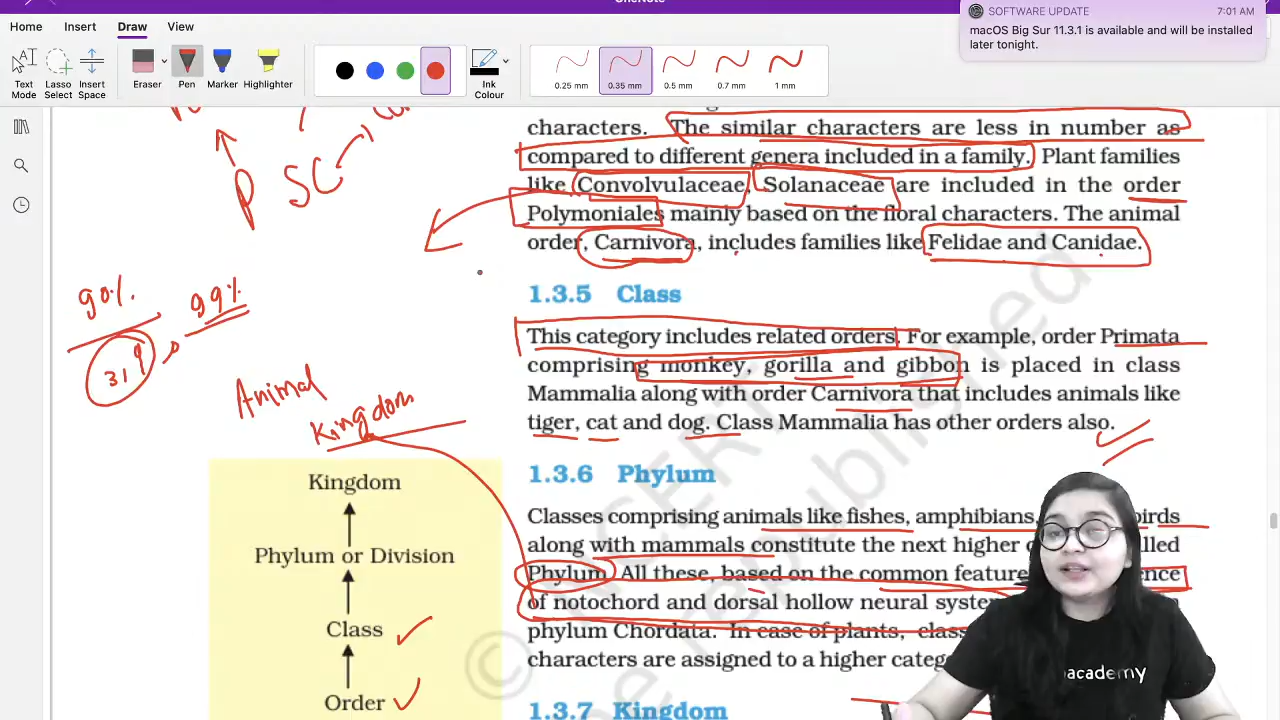 OneNote
SOFTWARE UPDATE 7:01 AM
macOS Big Sur 11.3.1 is available and will be installed
later tonight.
Home Insert Draw View
Text Mode
Lasso Select
Insert Space
Eraser
Pen
Marker
Highlighter
Ink Colour
0.25 mm 0.35 mm 0.5 mm 0.7 mm 1 mm
P SC
characters. The similar characters are less in number as
compared to different genera included in a family. Plant families
like Convolvulaceae, Solanaceae are included in the order
Polymoniales mainly based on the floral characters. The animal
order, Carnivora, includes families like Felidae and Canidae.
90% 99%
1.3.5 Class
This category includes related orders. For example, order Primata
comprising monkey, gorilla and gibbon is placed in class
Mammalia along with order Carnivora that includes animals like
tiger, cat and dog. Class Mammalia has other orders also.
Animal
Kingdom
1.3.6 Phylum
Classes comprising animals like fishes, amphibians, birds
along with mammals constitute the next higher
Phylum. All these, based on the common
of notochord and dorsal hollow neural
phylum Chordata. In case of plants,
characters are assigned to a higher
1.3.7 Kingdom
Kingdom
Phylum or Division
Class
Order
© NCERT
republished